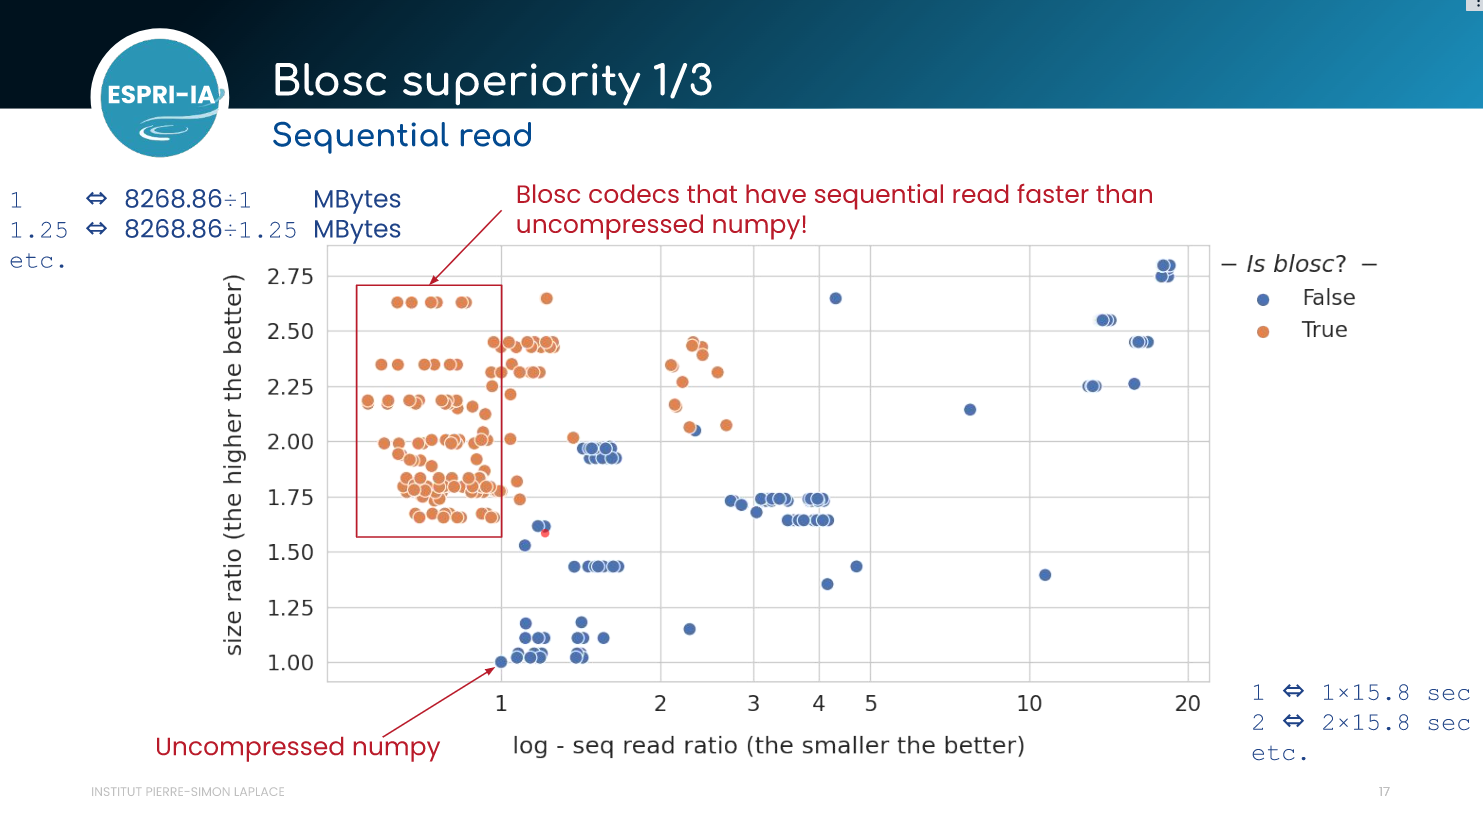 ESPRI-IA
Blosc superiority 1/3
Sequential read
1 ⇔ 8268.86÷1 MBytes
1.25 ⇔ 8268.86÷1.25 MBytes
etc.
Blosc codecs that have sequential read faster than
uncompressed numpy!
size ratio (the higher the better)
2.75
2.50
2.25
2.00
1.75
1.50
1.25
1.00
1 2 3 4 5 10 20
log - seq read ratio (the smaller the better)
– Is blosc? –
False
True
Uncompressed numpy
1 ⇔ 1×15.8 sec
2 ⇔ 2×15.8 sec
etc.
INSTITUT PIERRE-SIMON LAPLACE
17